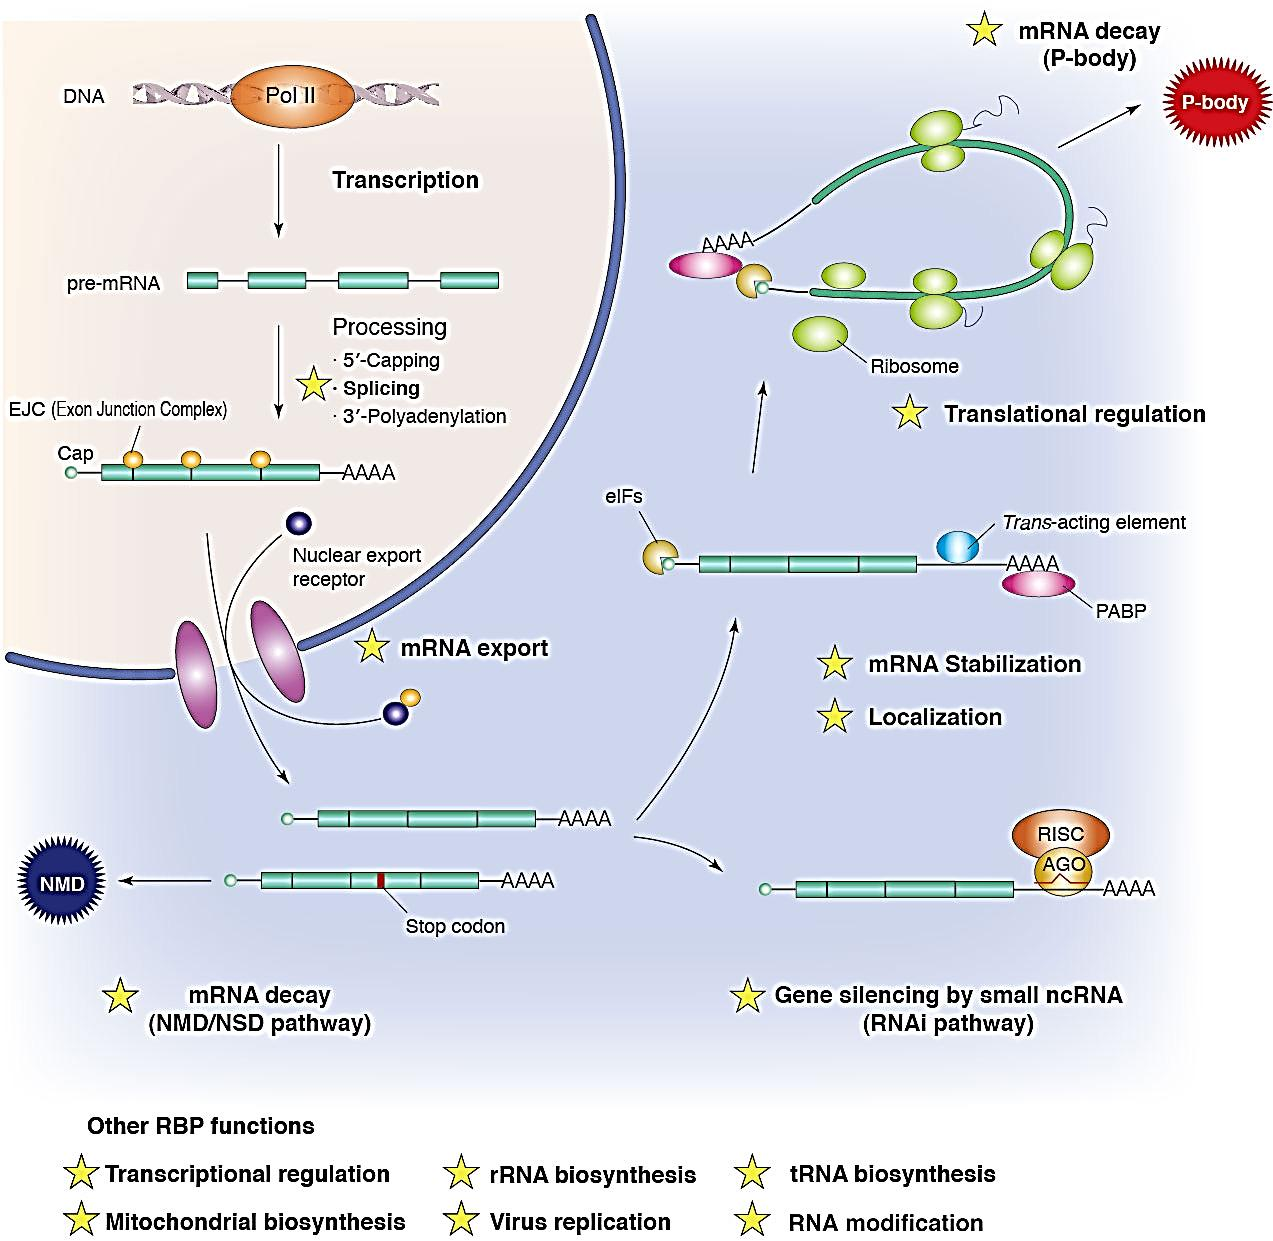 DNA
Pol II
Transcription
pre-mRNA
Processing
· 5′-Capping
· Splicing
· 3′-Polyadenylation
EJC (Exon Junction Complex)
Cap
AAAA
Nuclear export
receptor
mRNA export
AAAA
NMD
AAAA
Stop codon
mRNA decay
(NMD/NSD pathway)
mRNA decay
(P-body)
P-body
AAAA
Ribosome
Translational regulation
eIFs
Trans-acting element
AAAA
PABP
mRNA Stabilization
Localization
RISC
AGO
AAAA
Gene silencing by small ncRNA
(RNAi pathway)
Other RBP functions
Transcriptional regulation
rRNA biosynthesis
tRNA biosynthesis
Mitochondrial biosynthesis
Virus replication
RNA modification